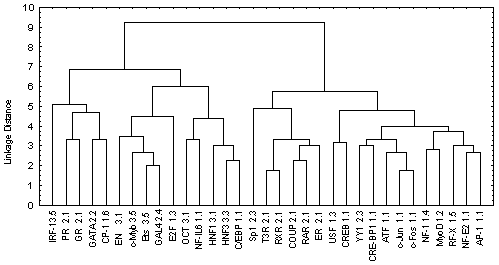 10
9
8
7
6
5
4
3
2
1
0
Linkage Distance
IRF-1 3.5
PR 2.1
GR 2.1
GATA 2.2
CP-1 1.6
EN 3.1
c-Myb 3.5
Ets 3.5
GAL4 2.4
E2F 1.3
OCT 3.1
NF-IL6 1.1
HNF1 3.1
HNF3 3.3
C/EBP 1.1
Sp1 2.3
T3R 2.1
RXR 2.1
COUP 2.1
RAR 2.1
ER 2.1
USF 1.3
CREB 1.1
YY1 2.3
CRE-BP1 1.1
ATF 1.1
c-Jun 1.1
c-Fos 1.1
NF-1 1.4
MyoD 1.2
RF-X 1.5
NF-E2 1.1
AP-1 1.1